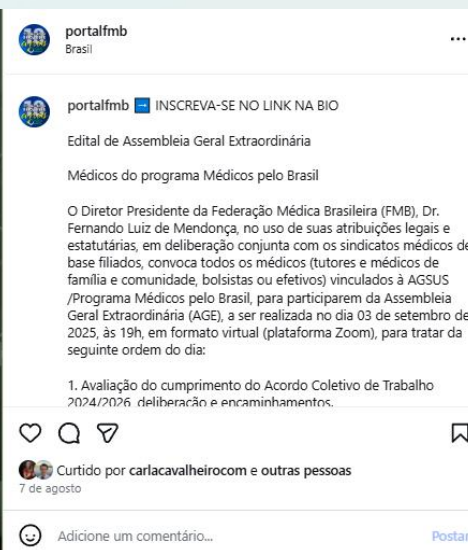 portalfmb
Brasil
portalfmb ➡️ INSCREVA-SE NO LINK NA BIO
Edital de Assembleia Geral Extraordinária
Médicos do programa Médicos pelo Brasil
O Diretor Presidente da Federação Médica Brasileira (FMB), Dr.
Fernando Luiz de Mendonça, no uso de suas atribuições legais e
estatutárias, em deliberação conjunta com os sindicatos médicos de
base filiados, convoca todos os médicos (tutores e médicos de
família e comunidade, bolsistas ou efetivos) vinculados à AGSUS
/Programa Médicos pelo Brasil, para participarem da Assembleia
Geral Extraordinária (AGE), a ser realizada no dia 03 de setembro de
2025, às 19h, em formato virtual (plataforma Zoom), para tratar da
seguinte ordem do dia:
1. Avaliação do cumprimento do Acordo Coletivo de Trabalho
2024/2026, deliberação e encaminhamentos.
Curtido por carlacavalheirocom e outras pessoas
7 de agosto
Adicione um comentário...
Postar